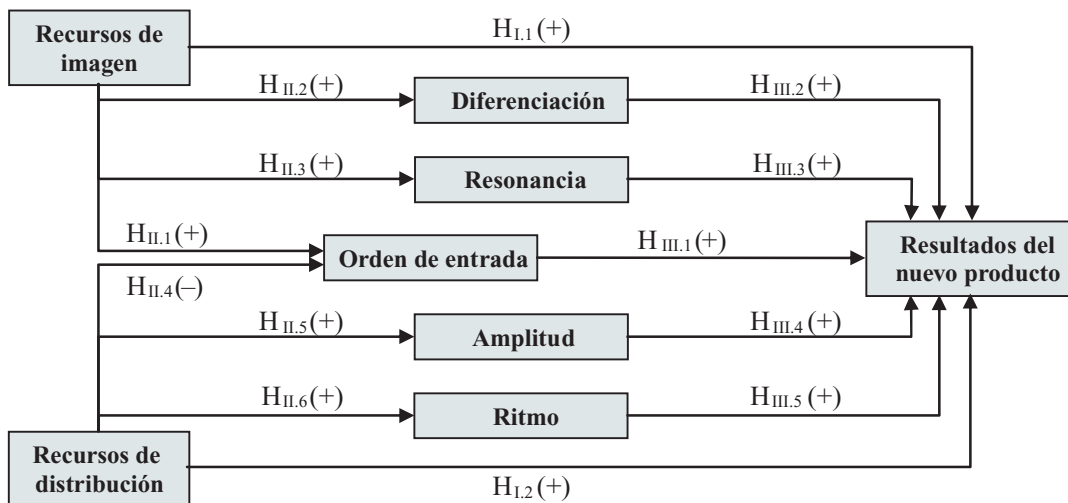 Recursos de
imagen
H I.1 (+)
H II.2 (+)
Diferenciación
H III.2 (+)
H II.3 (+)
Resonancia
H III.3 (+)
H II.1 (+)
Orden de entrada
H III.1 (+)
Resultados del
nuevo producto
H II.4 (–)
H II.5 (+)
Amplitud
H III.4 (+)
H II.6 (+)
Ritmo
H III.5 (+)
Recursos de
distribución
H I.2 (+)